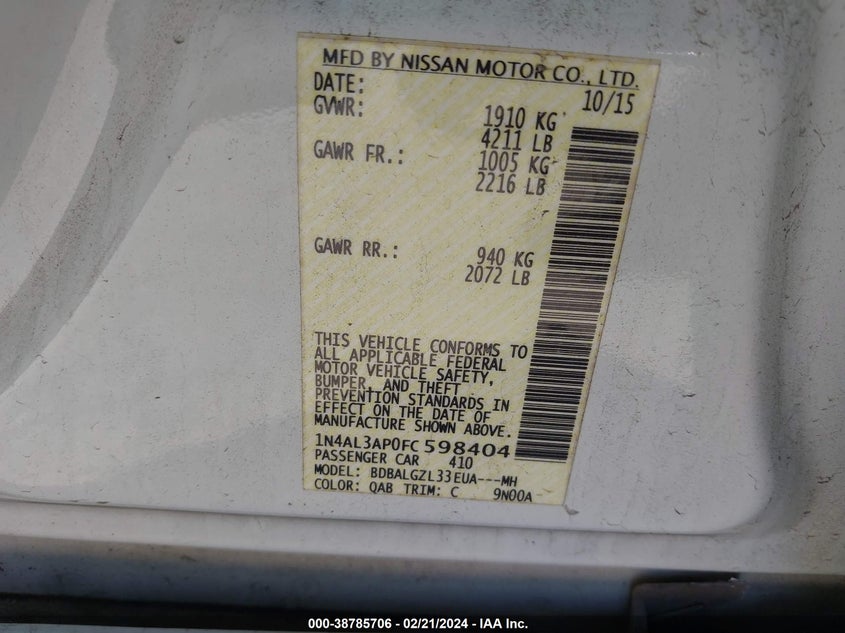 MFD BY NISSAN MOTOR CO., LTD.
DATE: 10/15
GVWR: 1910 KG
4211 LB
GAWR FR.: 1005 KG
2216 LB
GAWR RR.: 940 KG
2072 LB
THIS VEHICLE CONFORMS TO
ALL APPLICABLE FEDERAL
MOTOR VEHICLE SAFETY,
BUMPER, AND THEFT
PREVENTION STANDARDS IN
EFFECT ON THE DATE OF
MANUFACTURE SHOWN ABOVE.
1N4AL3AP0FC 598404
PASSENGER CAR 410
MODEL: BDBALGZL33EUA---MH
COLOR: QAB TRIM: C 9N00A
000-38785706 - 02/21/2024 - IAA Inc.